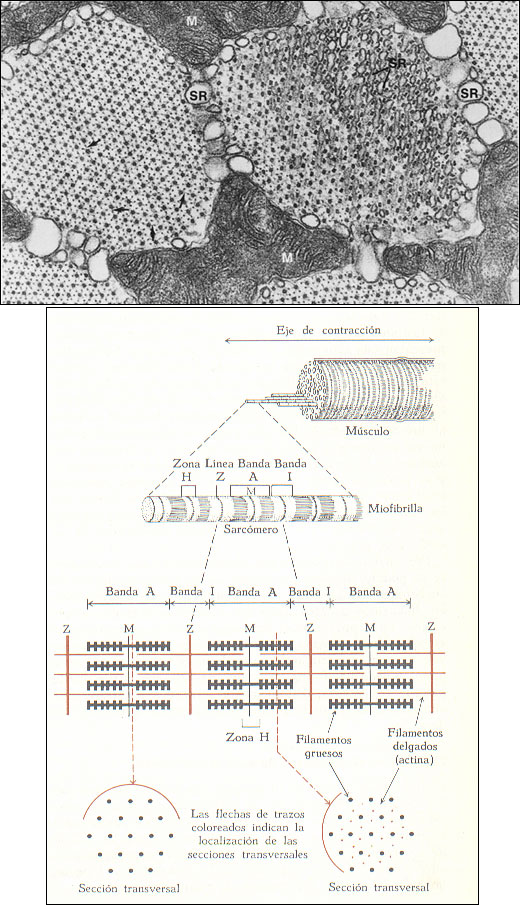 M
SR
SR
SR
M
Eje de contracción
Músculo
Zona Línea Banda Banda
H Z A I
M
Miofibrilla
Sarcómero
Banda A Banda I Banda A Banda I Banda A
Z M Z M Z M Z
Zona H
Filamentos
gruesos
Filamentos
delgados
(actina)
Las flechas de trazos
coloreados indican la
localización de las
secciones transversales
Sección transversal
Sección transversal